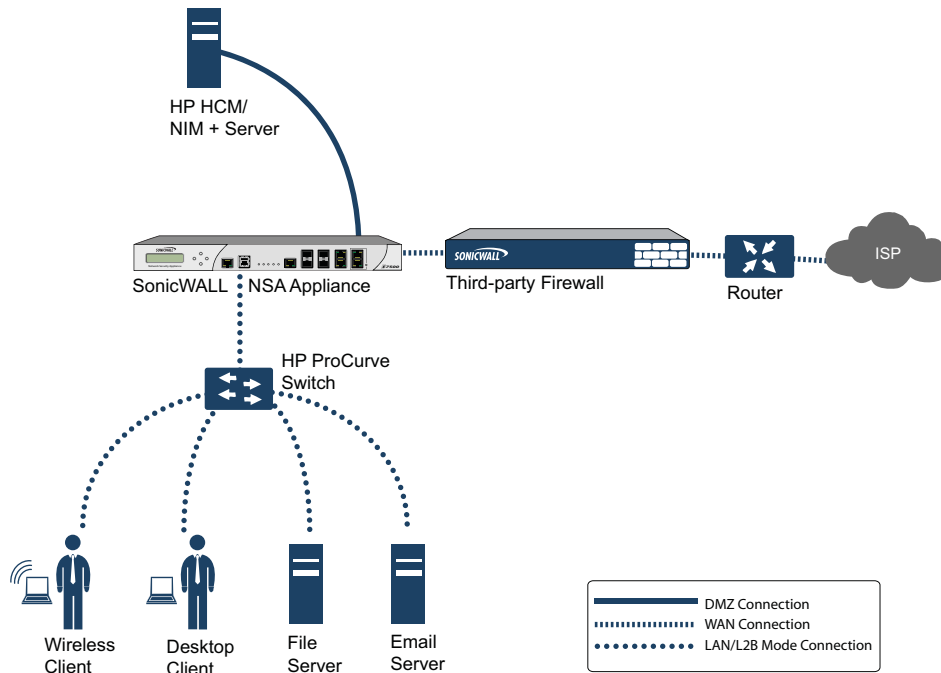 HP HCM/
NIM + Server
SONICWALL
E7500
SonicWALL NSA Appliance
SONICWALL
Third-party Firewall
Router
ISP
HP ProCurve
Switch
Wireless
Client
Desktop
Client
File
Server
Email
Server
DMZ Connection
WAN Connection
LAN/L2B Mode Connection